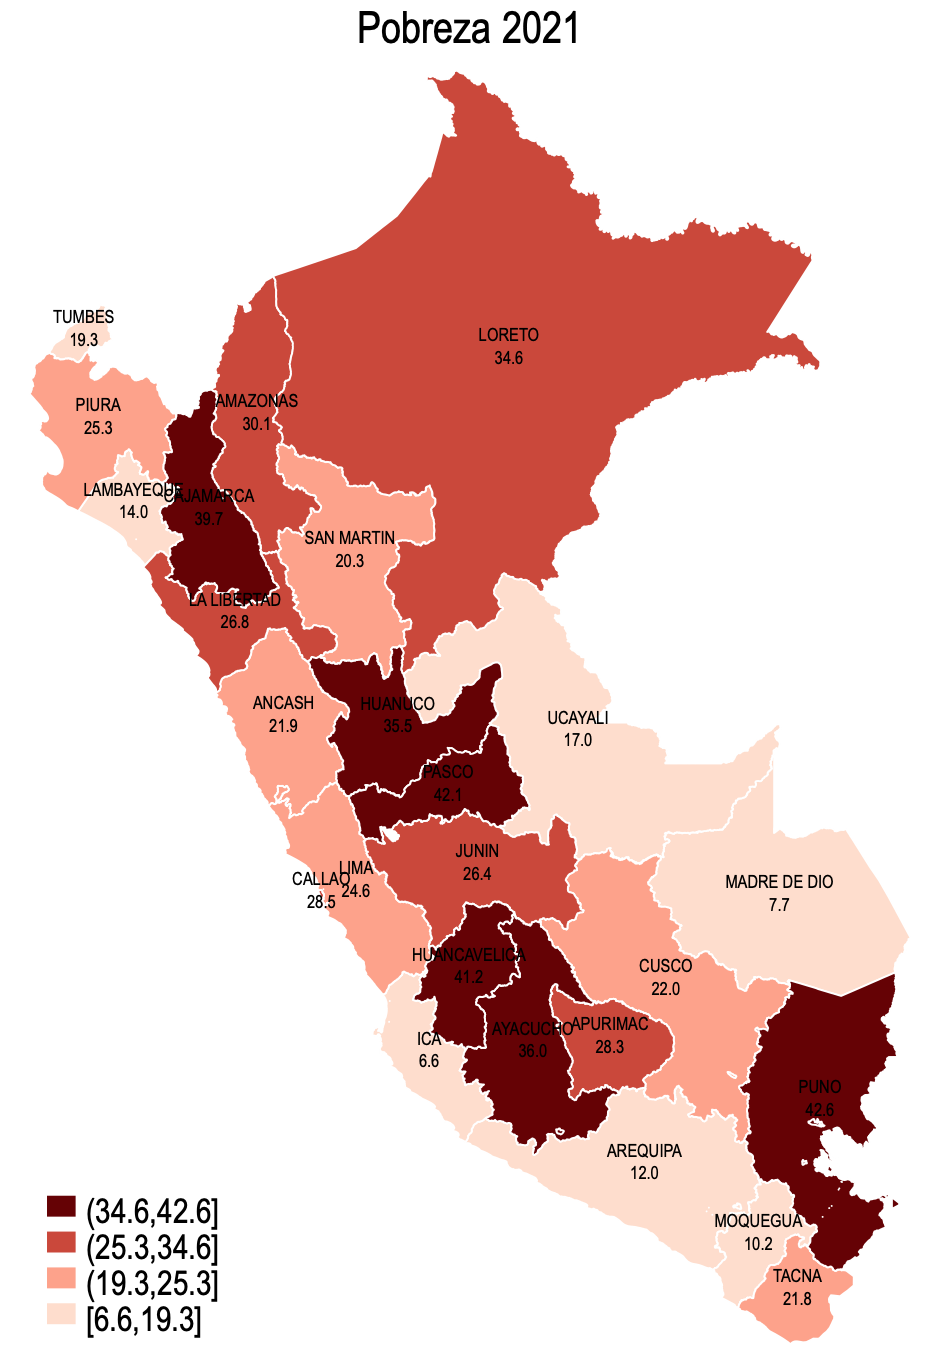 Pobreza 2021
TUMBES
19.3
LORETO
34.6
PIURA
25.3
AMAZONAS
30.1
LAMBAYEQUE
14.0
CAJAMARCA
39.7
SAN MARTIN
20.3
LA LIBERTAD
26.8
ANCASH
21.9
HUANUCO
35.5
UCAYALI
17.0
PASCO
42.1
JUNIN
26.4
LIMA
24.6
CALLAO
28.5
MADRE DE DIO
7.7
HUANCAVELICA
41.2
CUSCO
22.0
ICA
6.6
AYACUCHO
36.0
APURIMAC
28.3
PUNO
42.6
AREQUIPA
12.0
MOQUEGUA
10.2
TACNA
21.8
(34.6,42.6]
(25.3,34.6]
(19.3,25.3]
[6.6,19.3]